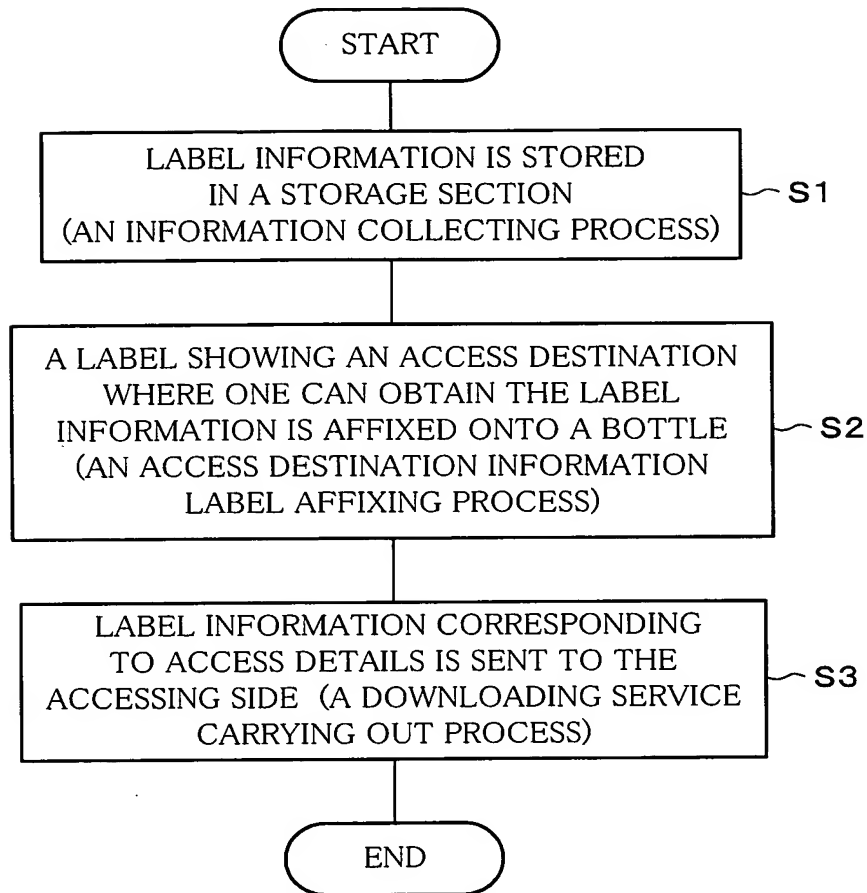 START
LABEL INFORMATION IS STORED
IN A STORAGE SECTION
(AN INFORMATION COLLECTING PROCESS)
S1
A LABEL SHOWING AN ACCESS DESTINATION
WHERE ONE CAN OBTAIN THE LABEL
INFORMATION IS AFFIXED ONTO A BOTTLE
(AN ACCESS DESTINATION INFORMATION
LABEL AFFIXING PROCESS)
S2
LABEL INFORMATION CORRESPONDING
TO ACCESS DETAILS IS SENT TO THE
ACCESSING SIDE (A DOWNLOADING SERVICE
CARRYING OUT PROCESS)
S3
END